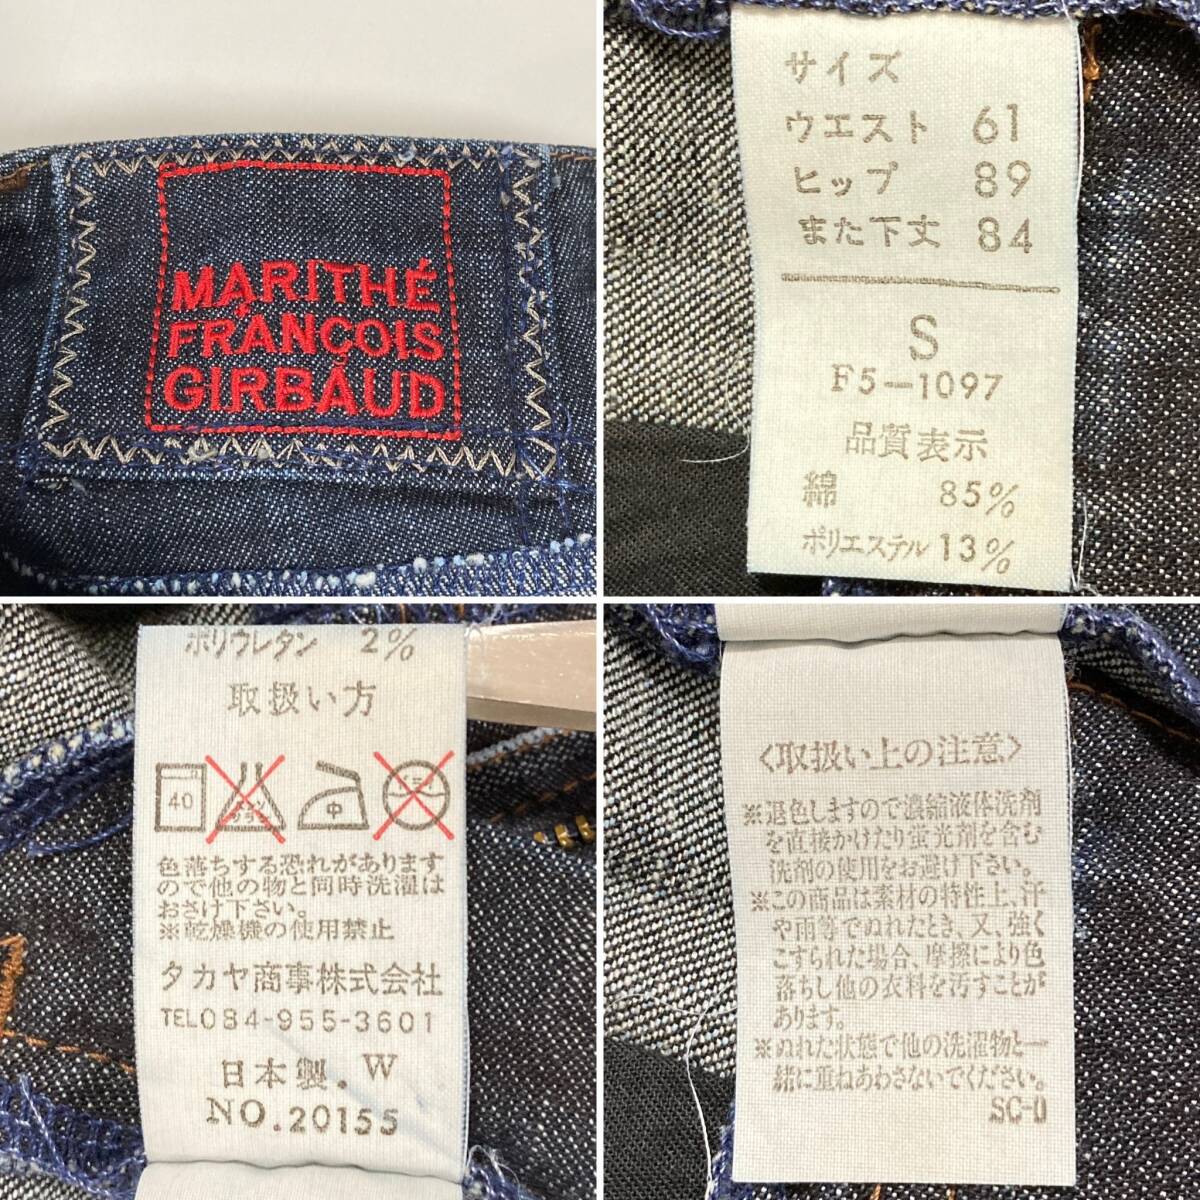 MARITHÉ
FRANÇOIS
GIRBAUD
サイズ
ウエスト 61
ヒップ 89
また下丈 84
S
F5-1097
品質表示
綿 85%
ポリエステル 13%
ポリウレタン 2%
取扱い方
40
中
色落ちする恐れがあります
ので他の物と同時洗濯は
おさけ下さい。
※乾燥機の使用禁止
タカヤ商事株式会社
TEL084-955-3601
日本製.W
NO.20155
〈取扱い上の注意〉
※退色しますので濃縮液体洗剤
を直接かけたり蛍光剤を含む
洗剤の使用をお避け下さい。
※この商品は素材の特性上、汗
や雨等でぬれたとき、又、強く
こすられた場合、摩擦により色
落ちし他の衣料を汚すことが
あります。
※ぬれた状態で他の洗濯物と一
緒に重ねあわさないでください。
SC-D